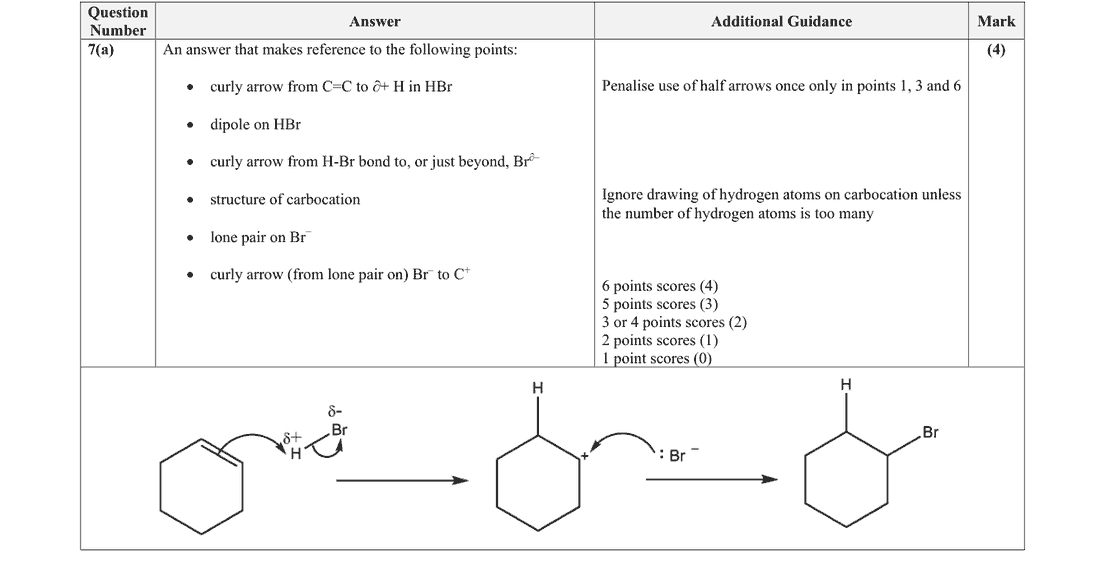 Question Number
Answer
Additional Guidance
Mark
7(a)
An answer that makes reference to the following points:
(4)
• curly arrow from C=C to ∂+ H in HBr
Penalise use of half arrows once only in points 1, 3 and 6
• dipole on HBr
• curly arrow from H-Br bond to, or just beyond, Br∂-
• structure of carbocation
Ignore drawing of hydrogen atoms on carbocation unless
the number of hydrogen atoms is too many
• lone pair on Br⁻
• curly arrow (from lone pair on) Br⁻ to C⁺
6 points scores (4)
5 points scores (3)
3 or 4 points scores (2)
2 points scores (1)
1 point scores (0)
δ+
H
δ-
Br
H
+
: Br ⁻
H
Br